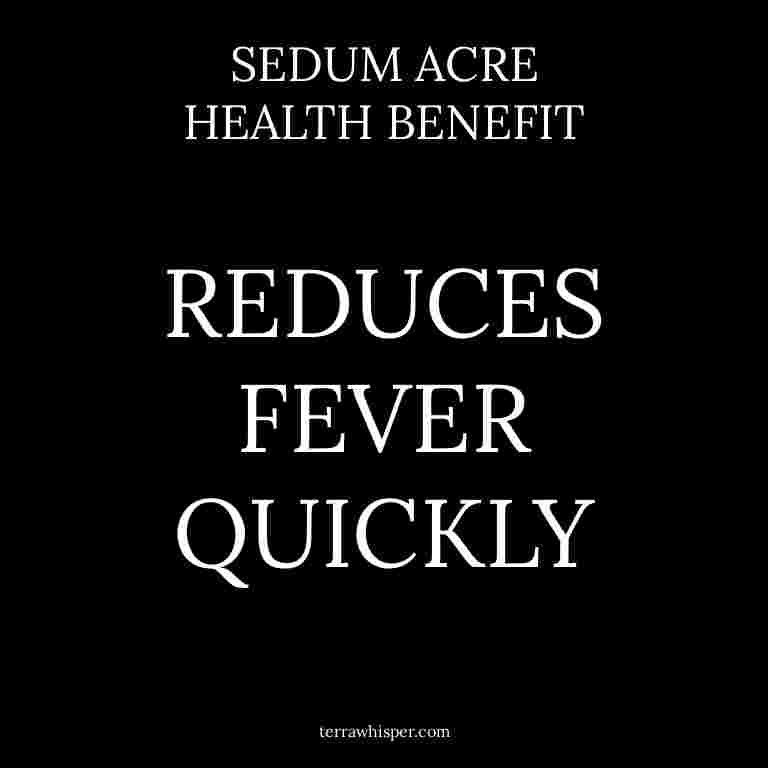 SEDUM ACRE
HEALTH BENEFIT
REDUCES
FEVER
QUICKLY
terrawhisper.com